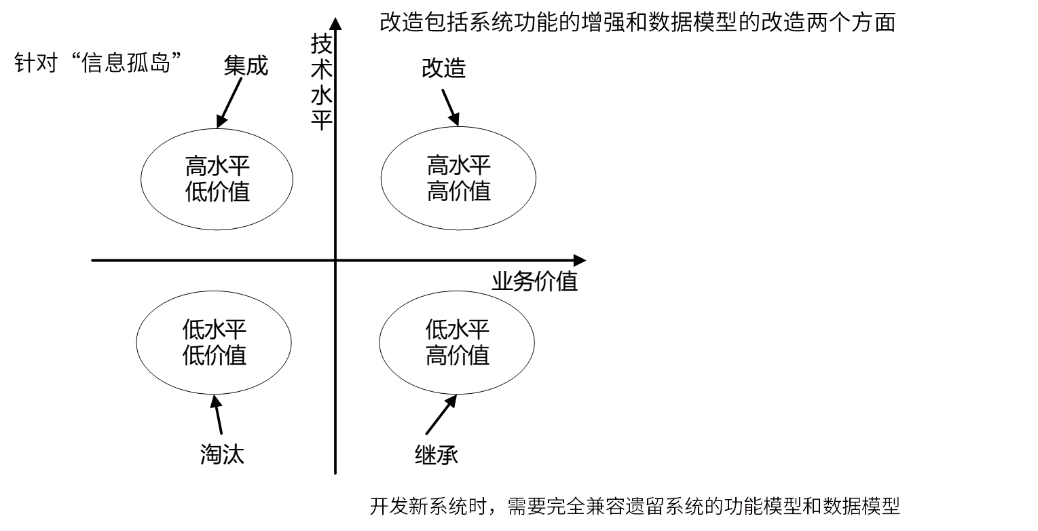 改造包括系统功能的增强和数据模型的改造两个方面
针对“信息孤岛”
集成
技术水平
改造
高水平
低价值
高水平
高价值
业务价值
低水平
低价值
低水平
高价值
淘汰
继承
开发新系统时，需要完全兼容遗留系统的功能模型和数据模型